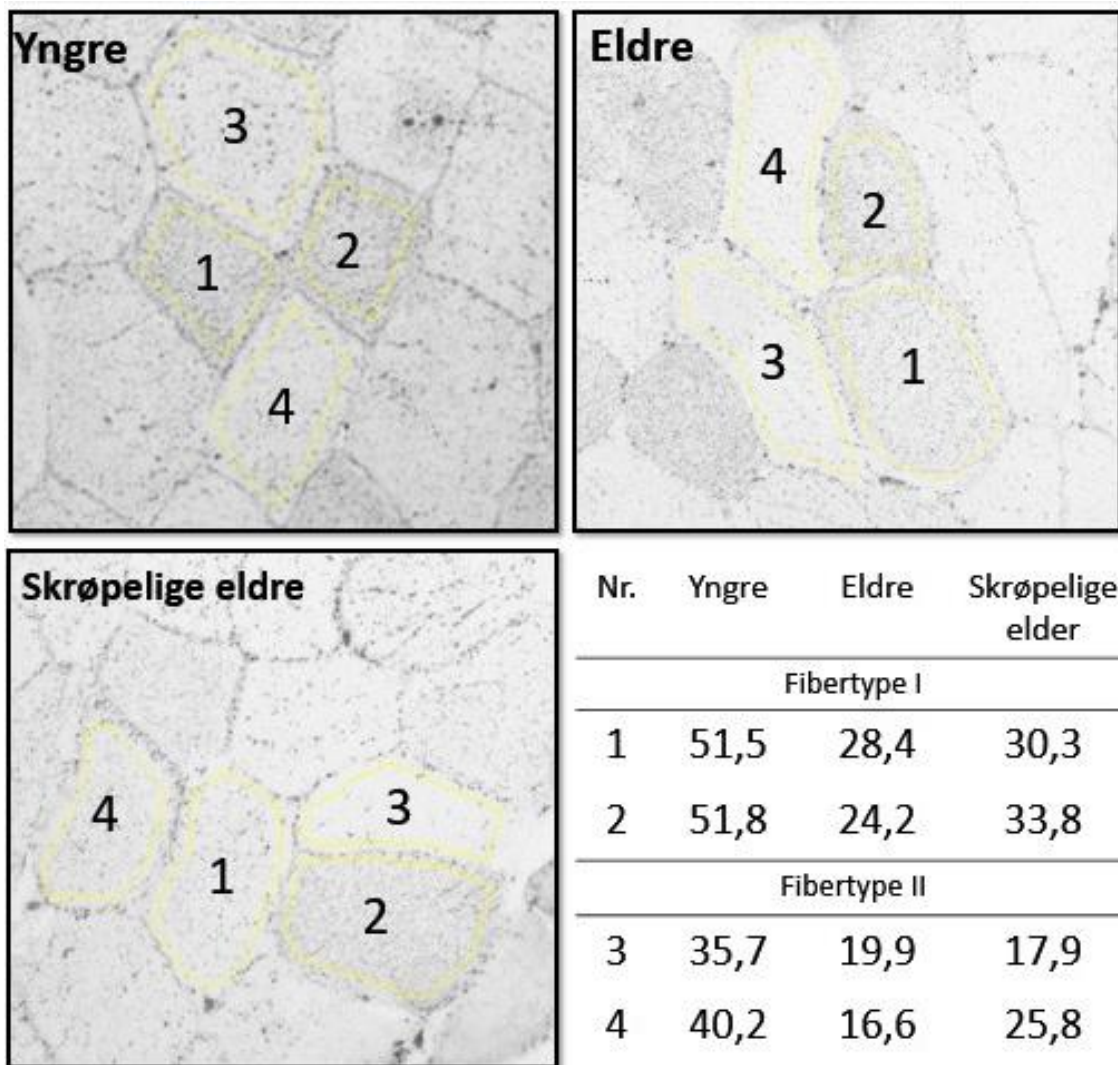 Yngre
3
1
2
4
Eldre
4
2
3
1
Skrøpelige eldre
4
1
3
2
Nr. Yngre Eldre Skrøpelige
elder
Fibertype I
1 51,5 28,4 30,3
2 51,8 24,2 33,8
Fibertype II
3 35,7 19,9 17,9
4 40,2 16,6 25,8